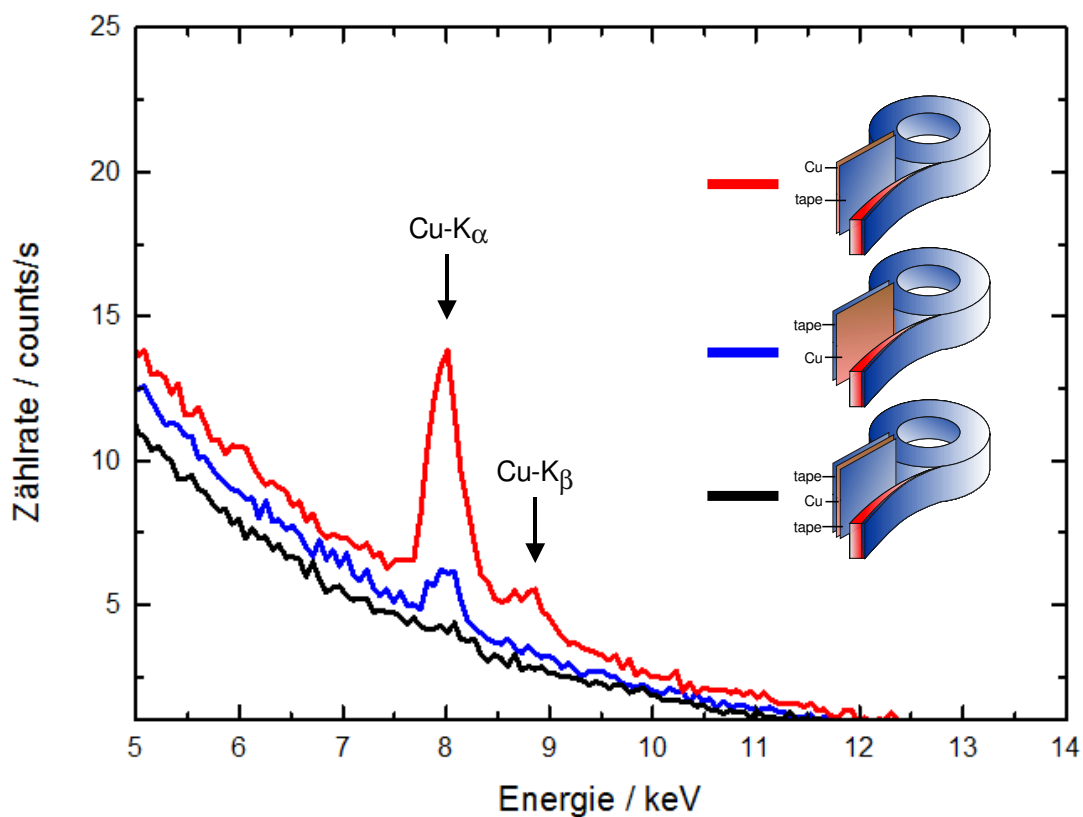 25
20
15
10
5
5 6 7 8 9 10 11 12 13 14
Zählrate / counts/s
Energie / keV
Cu-Kα
Cu-Kβ
Cu
tape
tape
Cu
tape
Cu
tape